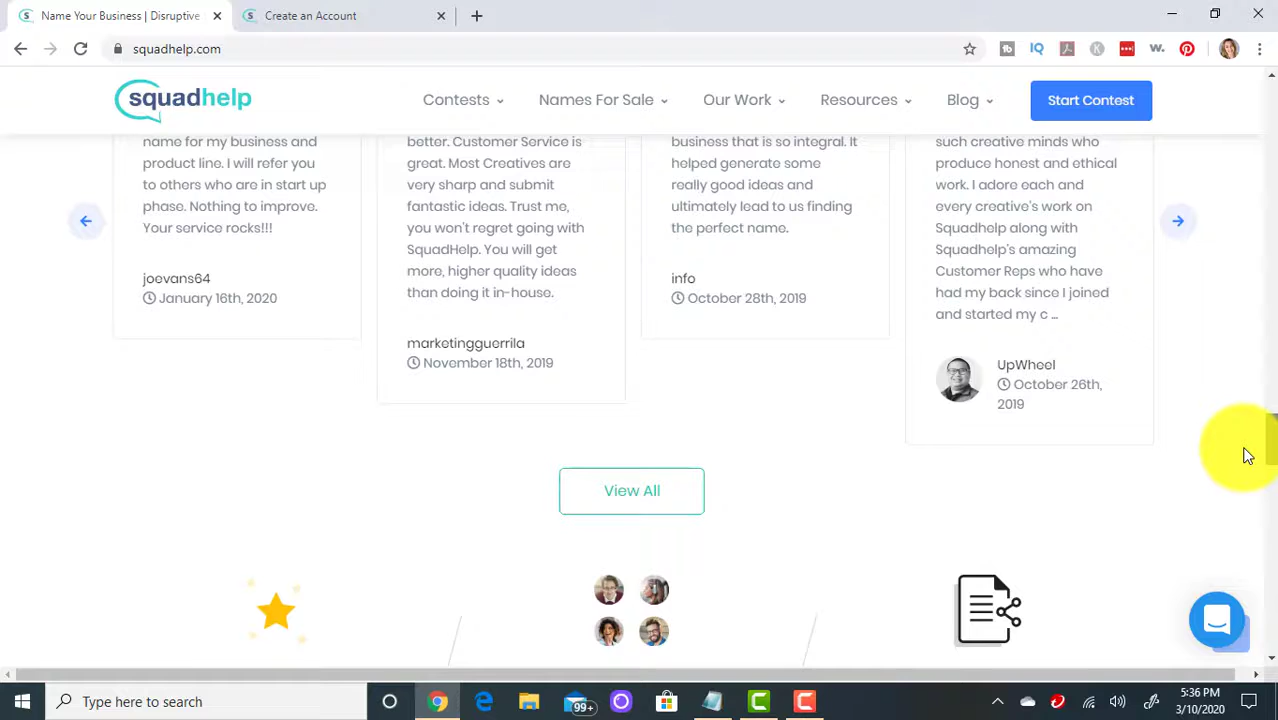 Name Your Business | Disruptive
Create an Account
squadhelp.com
squadhelp
Contests
Names For Sale
Our Work
Resources
Blog
Start Contest
name for my business and
product line. I will refer you
to others who are in start up
phase. Nothing to improve.
Your service rocks!!!
joevans64
January 16th, 2020
better. Customer Service is
great. Most Creatives are
very sharp and submit
fantastic ideas. Trust me,
you won't regret going with
SquadHelp. You will get
more, higher quality ideas
than doing it in-house.
marketingguerrila
November 18th, 2019
business that is so integral. It
helped generate some
really good ideas and
ultimately lead to us finding
the perfect name.
info
October 28th, 2019
such creative minds who
produce honest and ethical
work. I adore each and
every creative's work on
Squadhelp along with
Squadhelp's amazing
Customer Reps who have
had my back since I joined
and started my c ...
UpWheel
October 26th,
2019
View All
Type here to search
99+
5:36 PM
3/10/2020